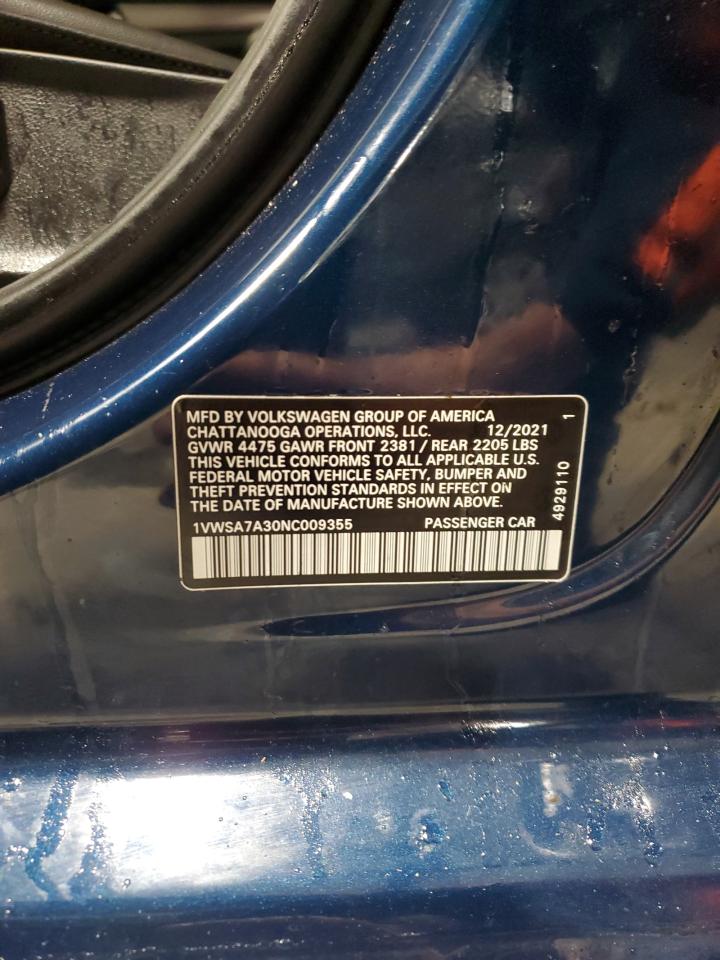 MFD BY VOLKSWAGEN GROUP OF AMERICA
CHATTANOOGA OPERATIONS, LLC. 12/2021
GVWR 4475 GAWR FRONT 2381 / REAR 2205 LBS
THIS VEHICLE CONFORMS TO ALL APPLICABLE U.S.
FEDERAL MOTOR VEHICLE SAFETY, BUMPER AND
THEFT PREVENTION STANDARDS IN EFFECT ON
THE DATE OF MANUFACTURE SHOWN ABOVE.
1VWSA7A30NC009355 PASSENGER CAR
4929110 1